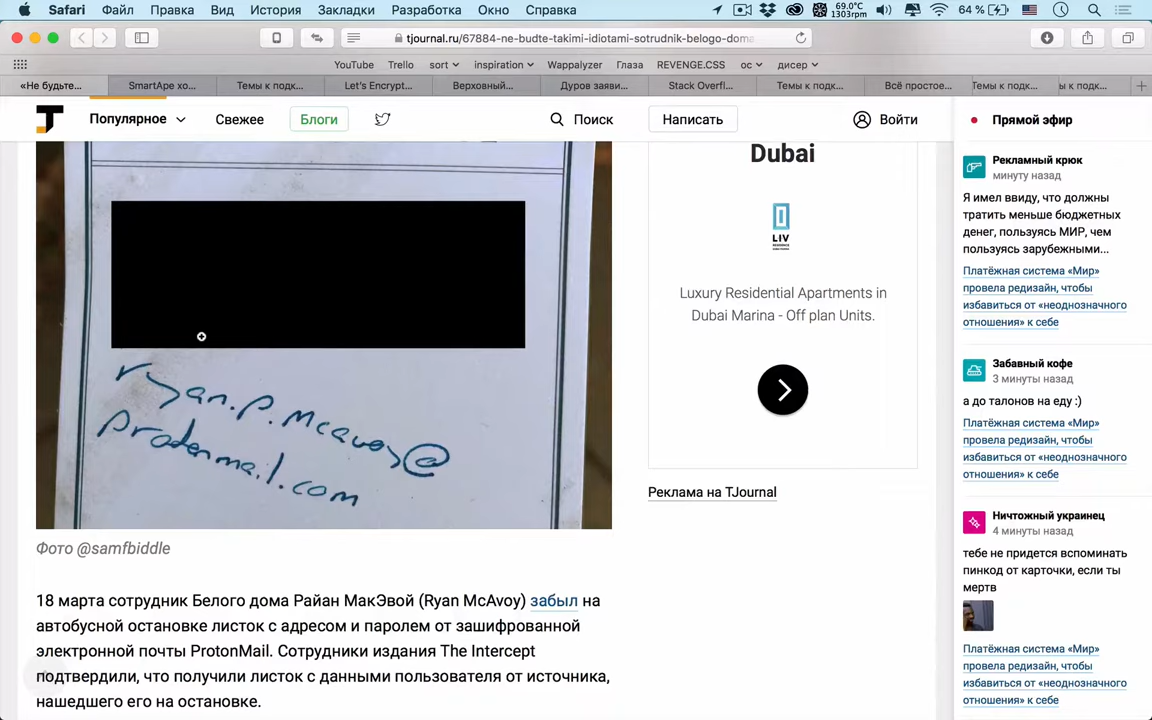 Safari Файл Правка Вид История Закладки Разработка Окно Справка 69.0°C 1303rpm 64 %
tjournal.ru/67884-ne-budte-takimi-idiotami-sotrudnik-belogo-doma
YouTube Trello sort inspiration Wappalyzer Глаза REVENGE.CSS ос дисер
«Не будьте... SmartApe хо... Темы к подк... Let's Encrypt... Верховный... Дуров заяви... Stack Overfl... Темы к подк... Всё простое... Темы к подк... ы к подк...
Популярное Свежее Блоги Поиск Написать Войти
ryan.p.mcavoy@
protonmail.com
Фото @samfbiddle
18 марта сотрудник Белого дома Райан МакЭвой (Ryan McAvoy) забыл на
автобусной остановке листок с адресом и паролем от зашифрованной
электронной почты ProtonMail. Сотрудники издания The Intercept
подтвердили, что получили листок с данными пользователя от источника,
нашедшего его на остановке.
Dubai
LIV
Luxury Residential Apartments in
Dubai Marina - Off plan Units.
Реклама на TJournal
Прямой эфир
Рекламный крюк
минуту назад
Я имел ввиду, что должны
тратить меньше бюджетных
денег, пользуясь МИР, чем
пользуясь зарубежными...
Платёжная система «Мир»
провела редизайн, чтобы
избавиться от «неоднозначного
отношения» к себе
Забавный кофе
3 минуты назад
а до талонов на еду :)
Платёжная система «Мир»
провела редизайн, чтобы
избавиться от «неоднозначного
отношения» к себе
Ничтожный украинец
4 минуты назад
тебе не придется вспоминать
пинкод от карточки, если ты
мертв
Платёжная система «Мир»
провела редизайн, чтобы
избавиться от «неоднозначного
отношения» к себе